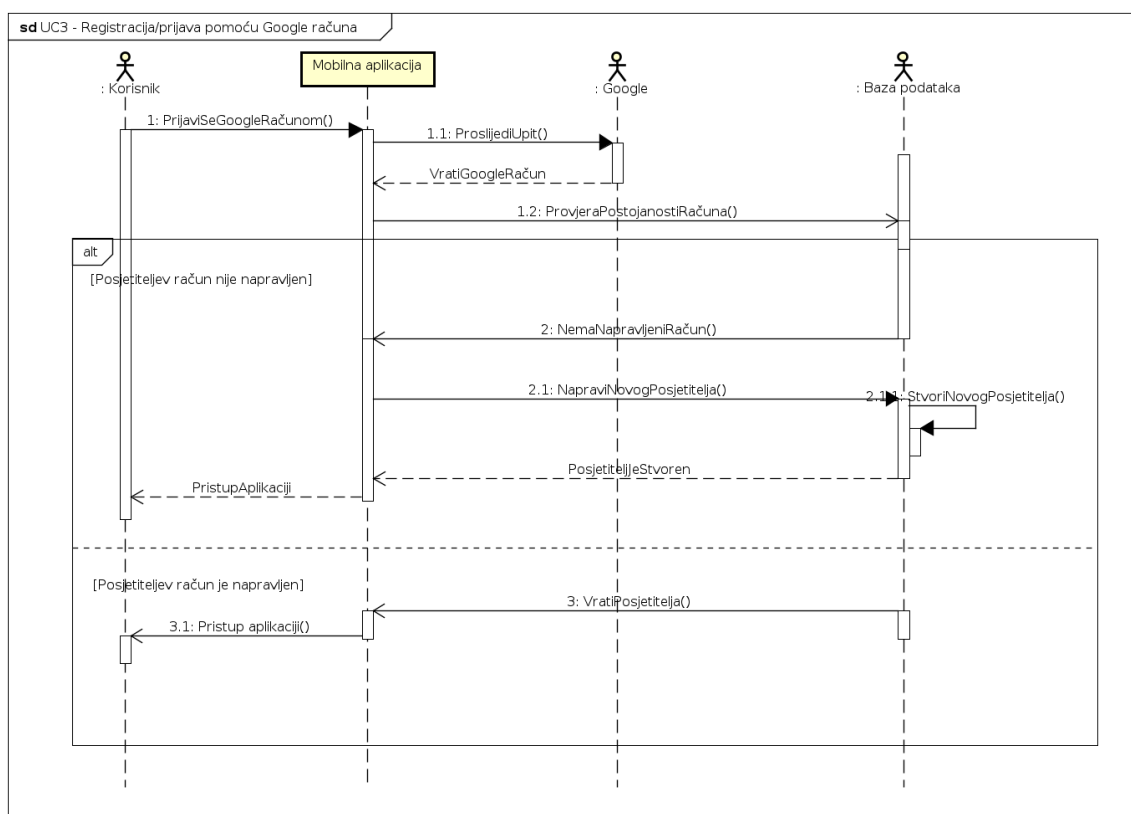 sd UC3 - Registracija/prijava pomoću Google računa
: Korisnik
Mobilna aplikacija
: Google
: Baza podataka
1: PrijaviSeGoogleRačunom()
1.1: ProslijediUpit()
VratiGoogleRačun
1.2: ProvjeraPostojanostiRačuna()
alt
[Posjetiteljev račun nije napravljen]
2: NemaNapravljeniRačun()
2.1: NapraviNovogPosjetitelja()
2.1.1: StvoriNovogPosjetitelja()
PosjetiteljJeStvoren
PristupAplikaciji
[Posjetiteljev račun je napravljen]
3: VratiPosjetitelja()
3.1: Pristup aplikaciji()